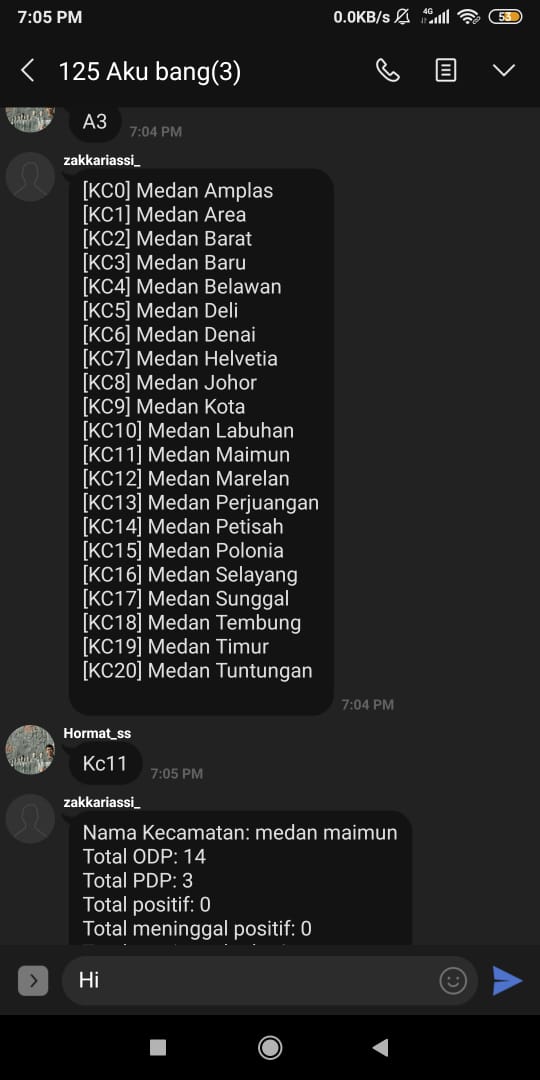 7:05 PM
0.0KB/s 4G 53
125 Aku bang(3)
A3
7:04 PM
zakkariassi_
[KC0] Medan Amplas
[KC1] Medan Area
[KC2] Medan Barat
[KC3] Medan Baru
[KC4] Medan Belawan
[KC5] Medan Deli
[KC6] Medan Denai
[KC7] Medan Helvetia
[KC8] Medan Johor
[KC9] Medan Kota
[KC10] Medan Labuhan
[KC11] Medan Maimun
[KC12] Medan Marelan
[KC13] Medan Perjuangan
[KC14] Medan Petisah
[KC15] Medan Polonia
[KC16] Medan Selayang
[KC17] Medan Sunggal
[KC18] Medan Tembung
[KC19] Medan Timur
[KC20] Medan Tuntungan
7:04 PM
Hormat_ss
Kc11
7:05 PM
zakkariassi_
Nama Kecamatan: medan maimun
Total ODP: 14
Total PDP: 3
Total positif: 0
Total meninggal positif: 0
Hi